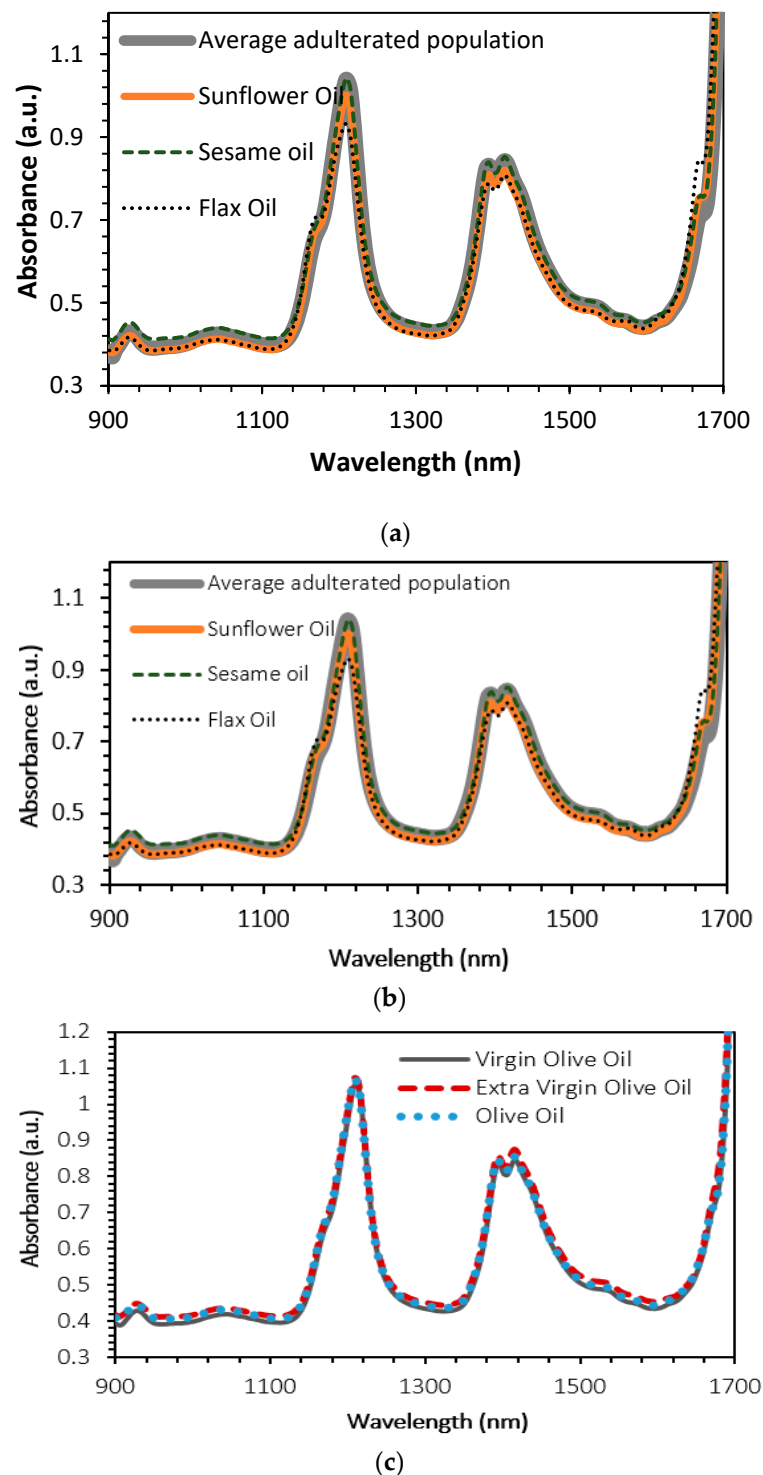 Average adulterated population
Sunflower Oil
Sesame oil
Flax Oil
Absorbance (a.u.)
1.1
0.9
0.7
0.5
0.3
900 1100 1300 1500 1700
Wavelength (nm)
(a)
Average adulterated population
Sunflower Oil
Sesame oil
Flax Oil
Absorbance (a.u.)
1.1
0.9
0.7
0.5
0.3
900 1100 1300 1500 1700
Wavelength (nm)
(b)
Virgin Olive Oil
Extra Virgin Olive Oil
Olive Oil
Absorbance (a.u.)
1.2
1.1
1
0.9
0.8
0.7
0.6
0.5
0.4
0.3
900 1100 1300 1500 1700
Wavelength (nm)
(c)